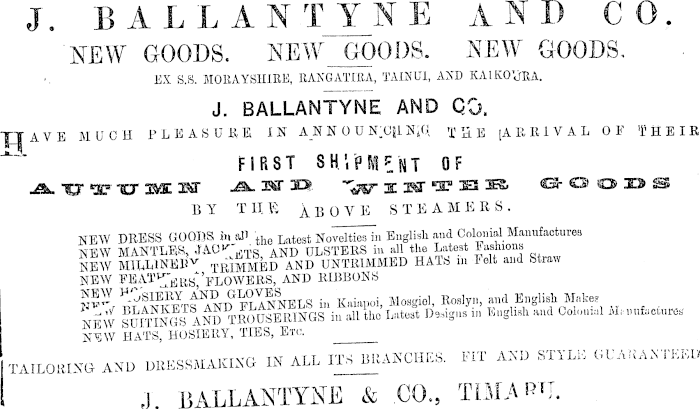 J. BALLANTYNE AND CO.
NEW GOODS. NEW GOODS. NEW GOODS.
EX S.S. MORAYSHIRE, RANGATIRA, TAINUI, AND KAIKOURA.
J. BALLANTYNE AND CO.
HAVE MUCH PLEASURE IN ANNOUNCING THE ARRIVAL OF THEIR
FIRST SHIPMENT OF
AUTUMN AND WINTER GOODS
BY THE ABOVE STEAMERS.
NEW DRESS GOODS in all the Latest Novelties in English and Colonial Manufactures
NEW MANTLES, JACKETS, AND ULSTERS in all the Latest Fashions
NEW MILLINERY, TRIMMED AND UNTRIMMED HATS in Felt and Straw
NEW FEATHERS, FLOWERS, AND RIBBONS
NEW HOSIERY AND GLOVES
NEW BLANKETS AND FLANNELS in Kaiapoi, Mosgiel, Roslyn, and English Makes
NEW SUITINGS AND TROUSERINGS in all the Latest Designs in English and Colonial Manufactures
NEW HATS, HOSIERY, TIES, Etc.
TAILORING AND DRESSMAKING IN ALL ITS BRANCHES. FIT AND STYLE GUARANTEED
J. BALLANTYNE & CO., TIMARU.